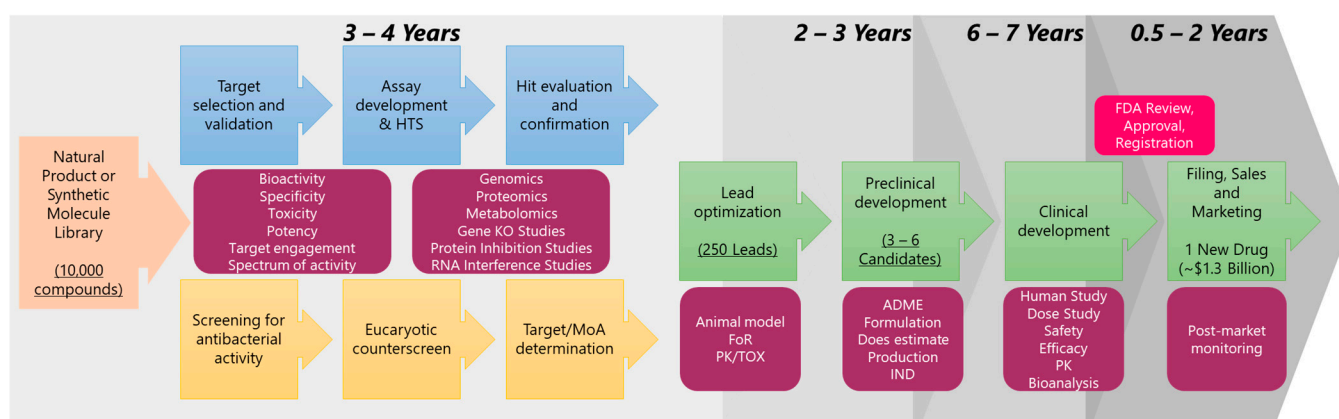 3 – 4 Years
2 – 3 Years
6 – 7 Years
0.5 – 2 Years
Natural
Product or
Synthetic
Molecule
Library
(10,000
compounds)
Target
selection and
validation
Assay
development
& HTS
Hit evaluation
and
confirmation
Bioactivity
Specificity
Toxicity
Potency
Target engagement
Spectrum of activity
Genomics
Proteomics
Metabolomics
Gene KO Studies
Protein Inhibition Studies
RNA Interference Studies
Screening for
antibacterial
activity
Eucaryotic
counterscreen
Target/MoA
determination
Lead
optimization
(250 Leads)
Animal model
FoR
PK/TOX
Preclinical
development
(3 – 6
Candidates)
ADME
Formulation
Does estimate
Production
IND
Clinical
development
Human Study
Dose Study
Safety
Efficacy
PK
Bioanalysis
FDA Review,
Approval,
Registration
Filing, Sales
and
Marketing
1 New Drug
(~$1.3 Billion)
Post-market
monitoring